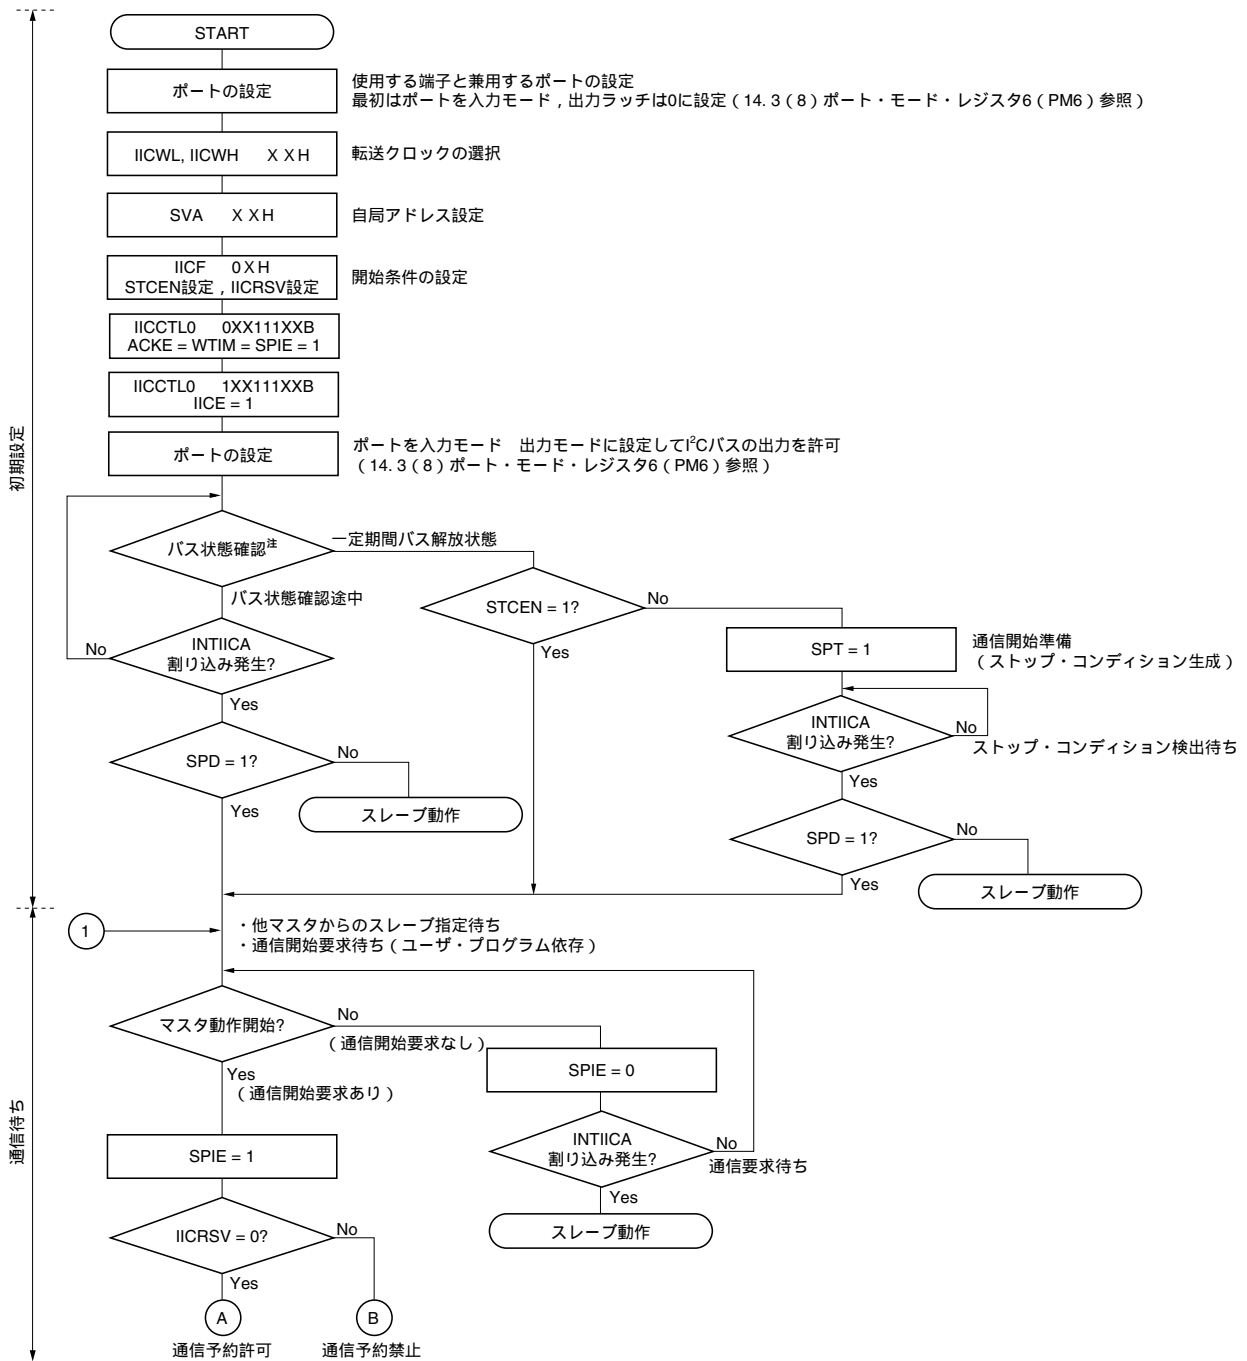 START
ポートの設定
使用する端子と兼用するポートの設定
最初はポートを入力モード，出力ラッチは0に設定（14. 3（8）ポート・モード・レジスタ6（PM6）参照）
IICWL, IICWH X X H
転送クロックの選択
SVA X X H
自局アドレス設定
IICF 0 X H
STCEN設定，IICRSV設定
開始条件の設定
IICCTL0 0XX111XXB
ACKE = WTIM = SPIE = 1
IICCTL0 1XX111XXB
IICE = 1
ポートの設定
ポートを入力モード 出力モードに設定してI²Cバスの出力を許可
（14. 3（8）ポート・モード・レジスタ6（PM6）参照）
初期設定
バス状態確認注
一定期間バス解放状態
バス状態確認途中
STCEN = 1?
No
Yes
SPT = 1
通信開始準備
（ストップ・コンディション生成）
INTIICA
割り込み発生?
No
Yes
INTIICA
割り込み発生?
No
ストップ・コンディション検出待ち
Yes
SPD = 1?
No
Yes
スレーブ動作
SPD = 1?
No
Yes
スレーブ動作
1
・他マスタからのスレーブ指定待ち
・通信開始要求待ち（ユーザ・プログラム依存）
通信待ち
マスタ動作開始?
No
（通信開始要求なし）
Yes
（通信開始要求あり）
SPIE = 0
INTIICA
割り込み発生?
No
通信要求待ち
Yes
スレーブ動作
SPIE = 1
IICRSV = 0?
No
Yes
A
B
通信予約許可
通信予約禁止